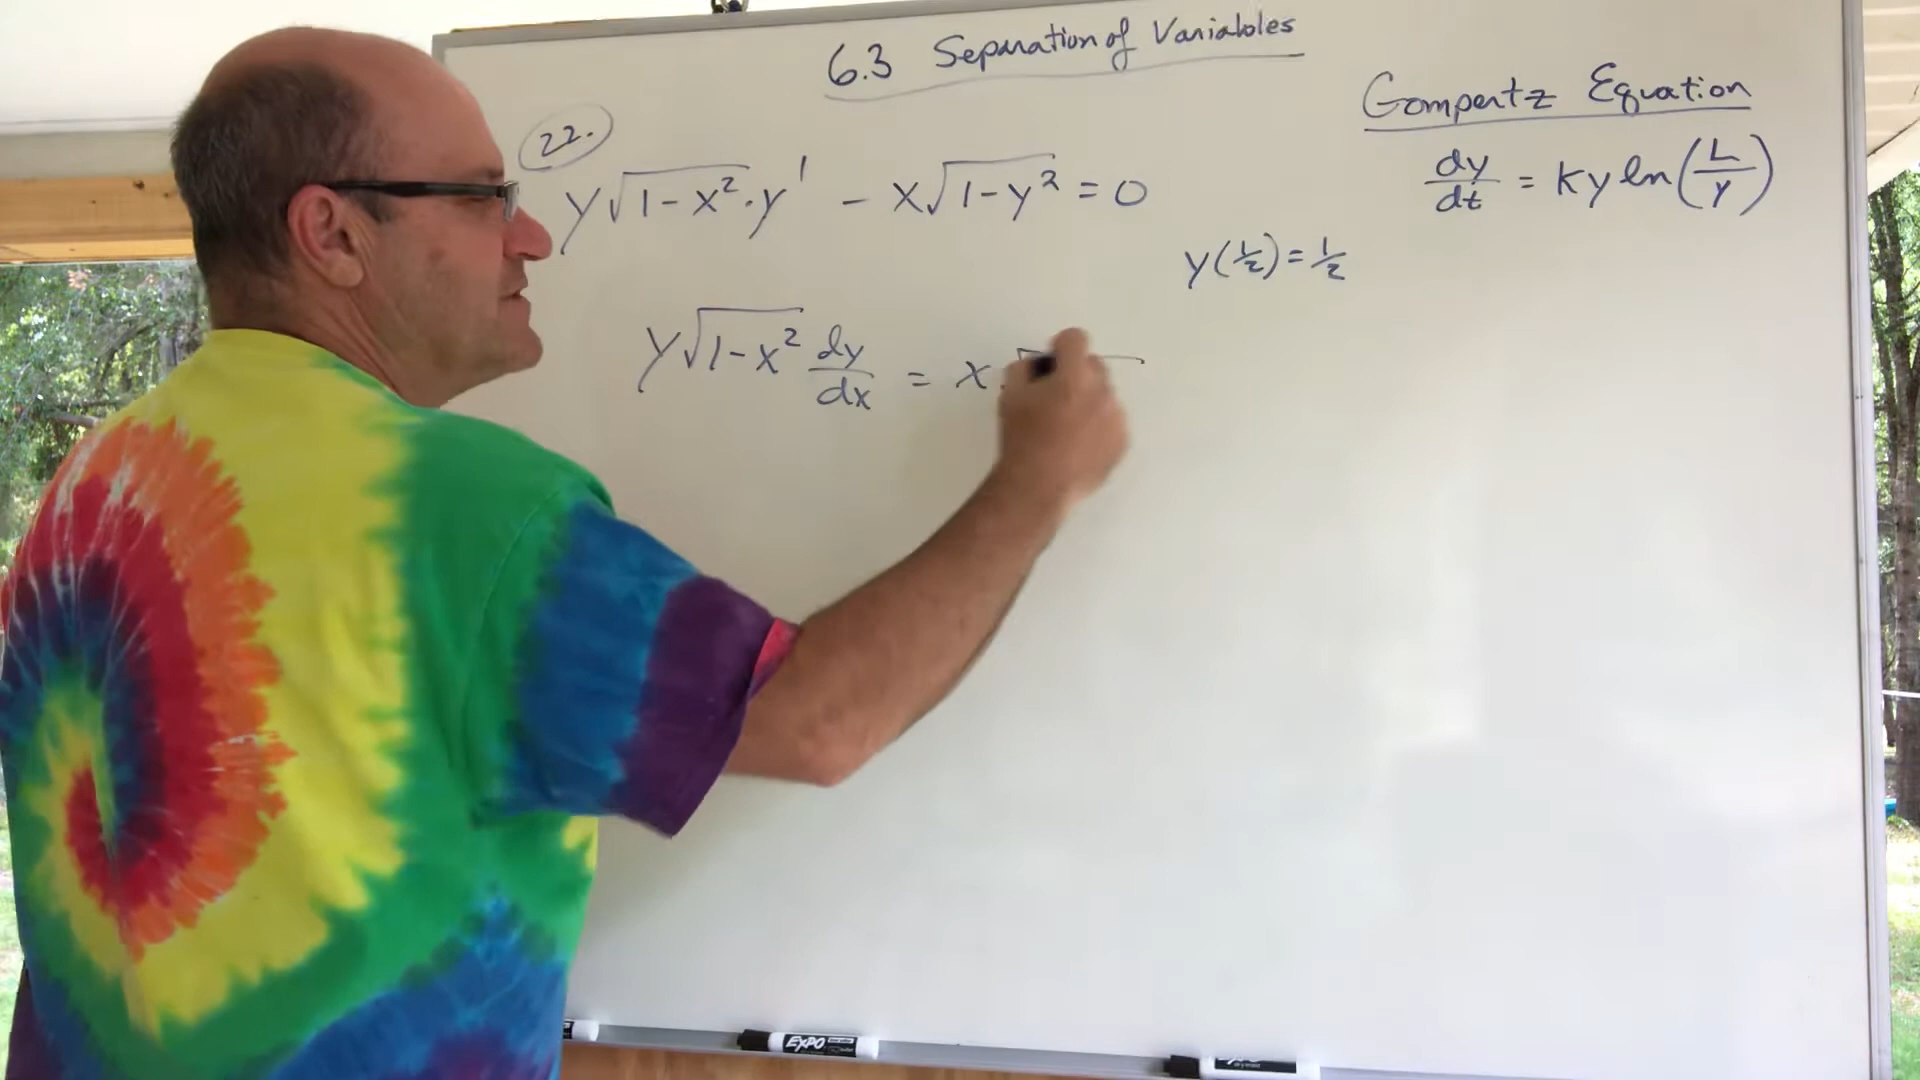 6.3 Separation of Variables
22.
y√(1-x²)·y' - x√(1-y²) = 0
y(1/2) = 1/2
y√(1-x²) dy/dx = x·√
Gompertz Equation
dy/dt = Ky ln(L/y)
EXPO